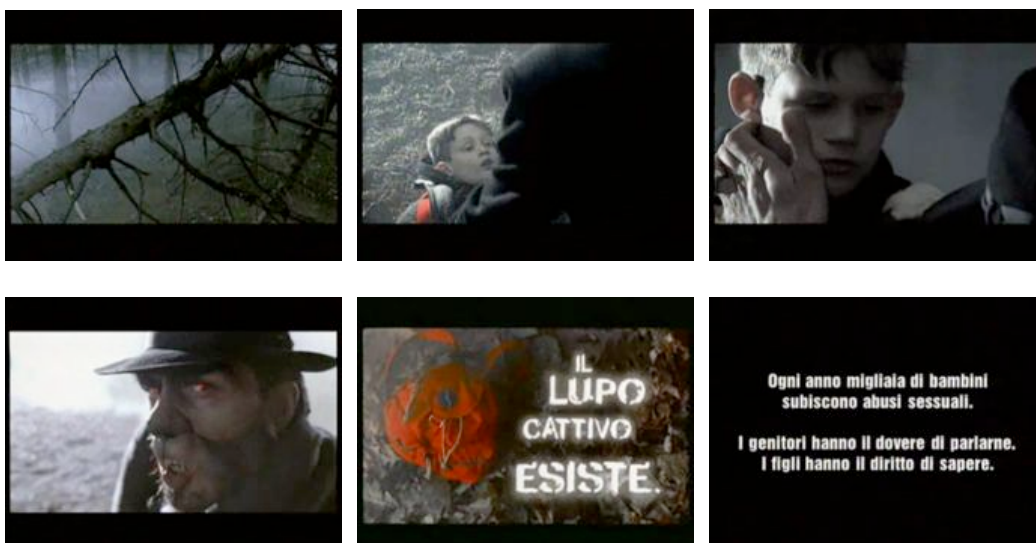 IL
LUPO
CATTIVO
ESISTE.
Ogni anno migliaia di bambini
subiscono abusi sessuali.
I genitori hanno il dovere di parlarne.
I figli hanno il diritto di sapere.